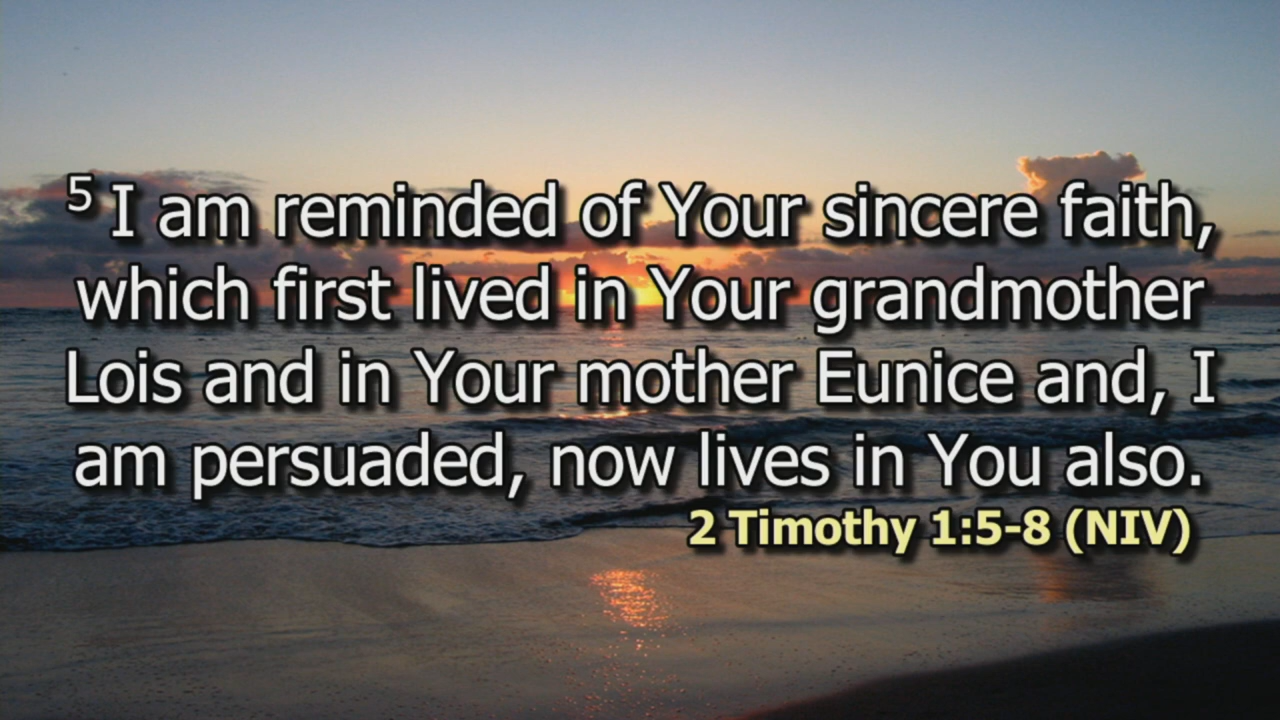 5 I am reminded of Your sincere faith,
which first lived in Your grandmother
Lois and in Your mother Eunice and, I
am persuaded, now lives in You also.
2 Timothy 1:5-8 (NIV)